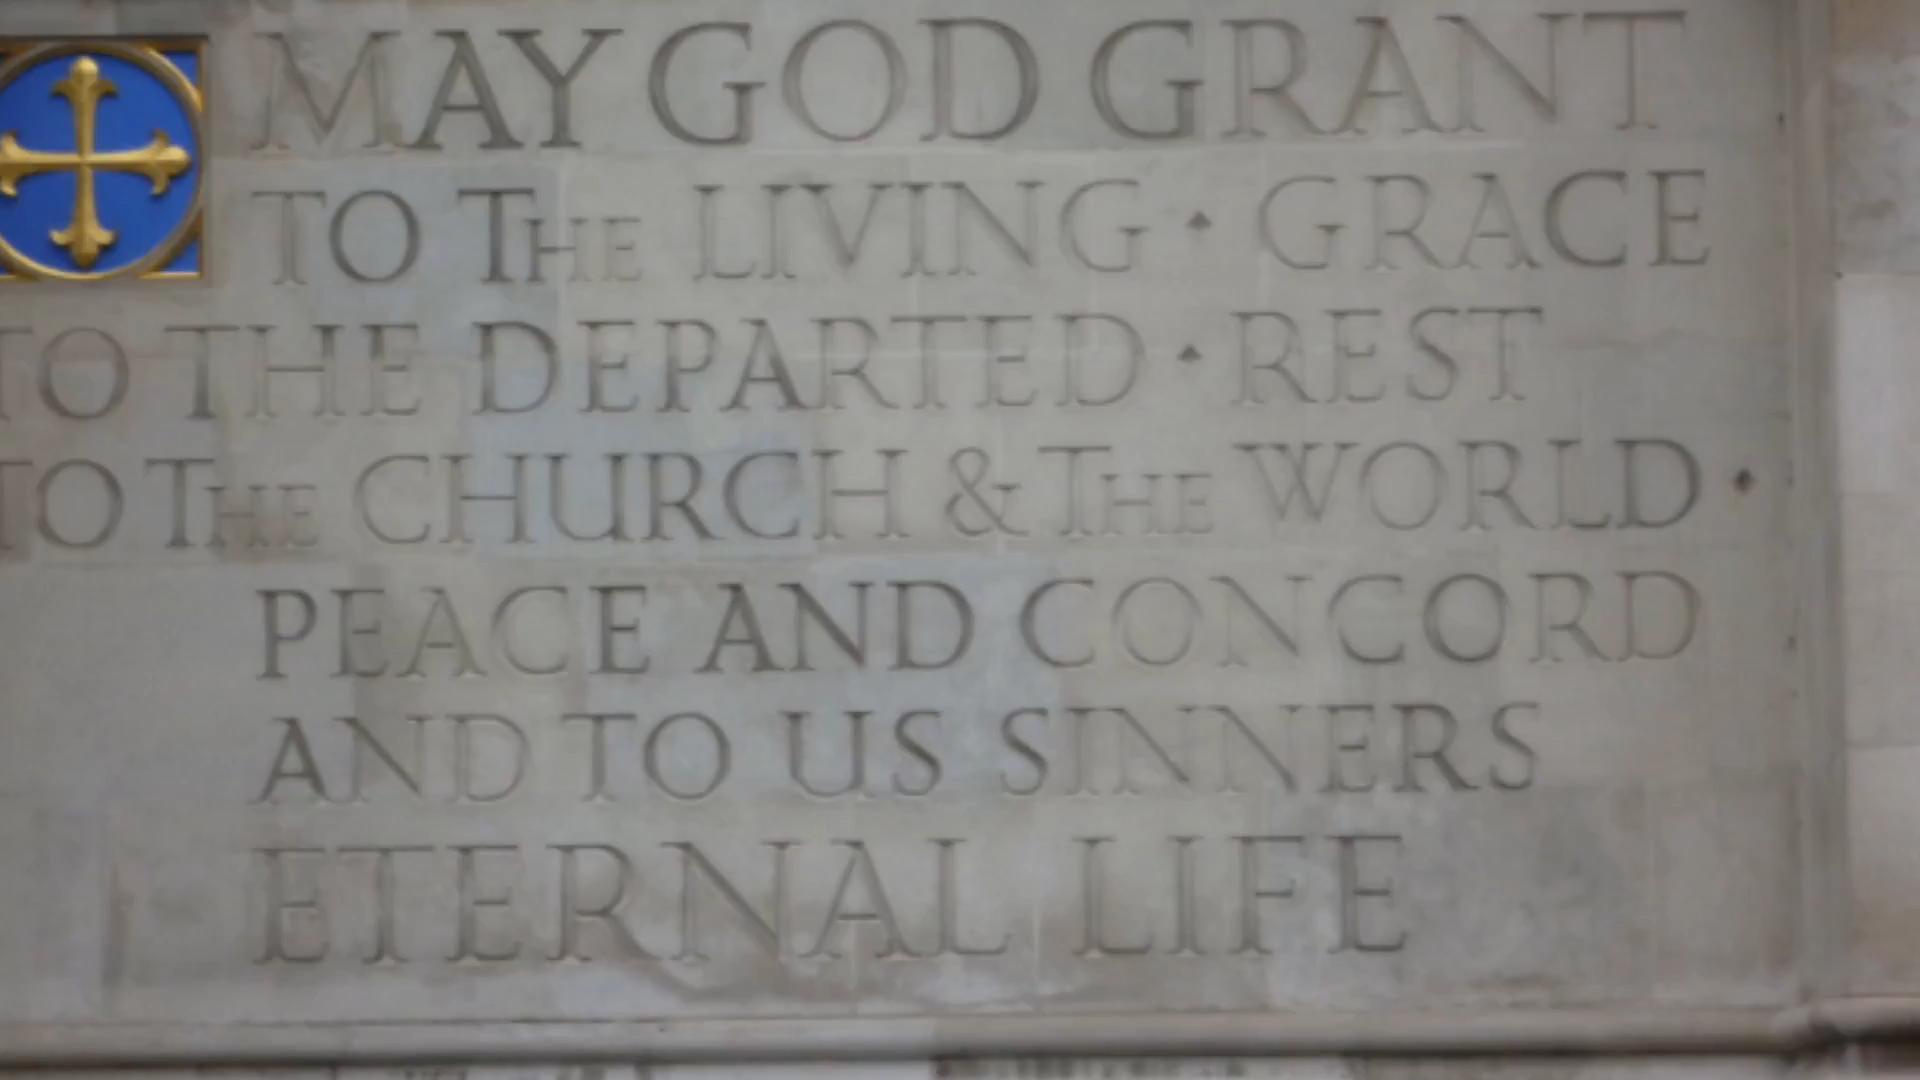 MAY GOD GRANT
TO THE LIVING · GRACE
TO THE DEPARTED · REST
TO THE CHURCH & THE WORLD ·
PEACE AND CONCORD
AND TO US SINNERS
ETERNAL LIFE